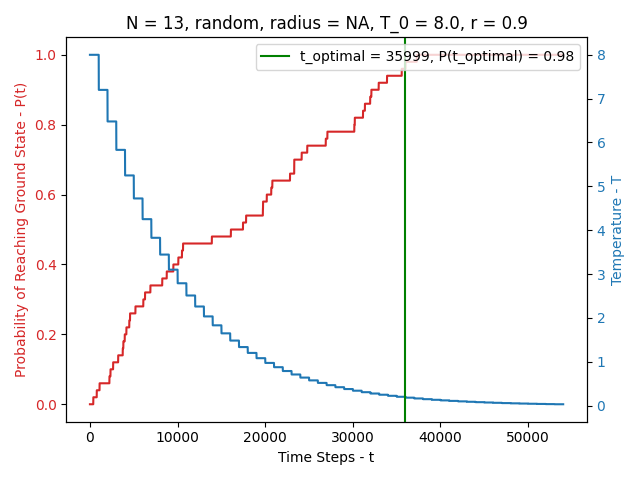 N = 13, random, radius = NA, T_0 = 8.0, r = 0.9
t_optimal = 35999, P(t_optimal) = 0.98
Probability of Reaching Ground State - P(t)
1.0
0.8
0.6
0.4
0.2
0.0
8
7
6
5
4
3
2
1
0
Temperature - T
0 10000 20000 30000 40000 50000
Time Steps - t